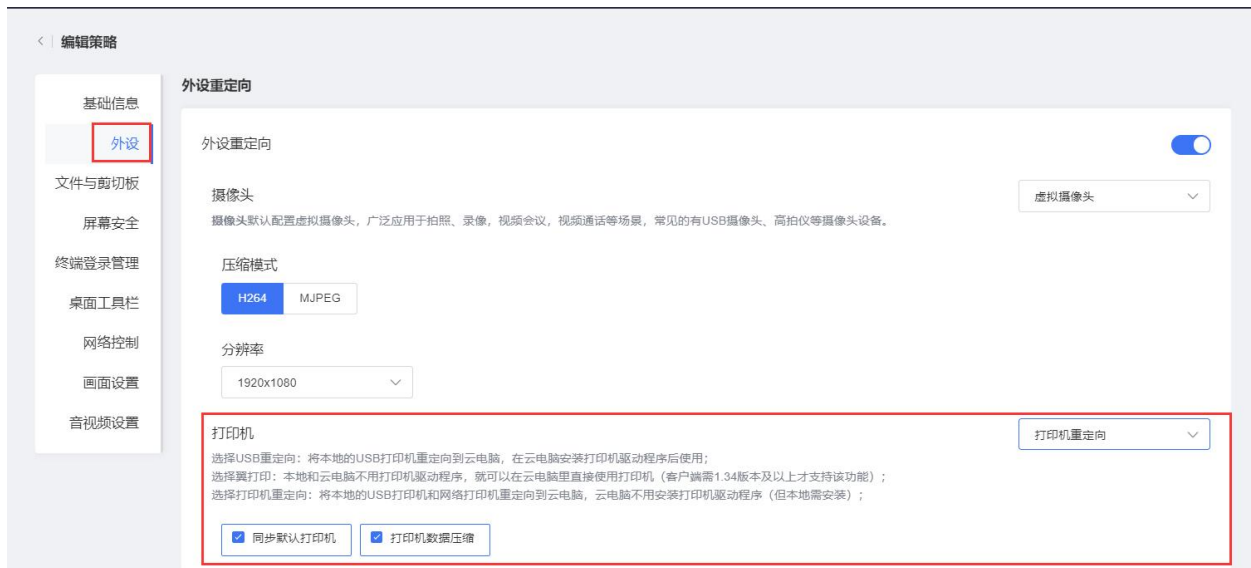 编辑策略
基础信息
外设
文件与剪切板
屏幕安全
终端登录管理
桌面工具栏
网络控制
画面设置
音视频设置
外设重定向
外设重定向
摄像头
虚拟摄像头
摄像头默认配置虚拟摄像头，广泛应用于拍照、录像，视频会议，视频通话等场景，常见的有USB摄像头、高拍仪等摄像头设备。
压缩模式
H264 MJPEG
分辨率
1920x1080
打印机
打印机重定向
选择USB重定向：将本地的USB打印机重定向到云电脑，在云电脑安装打印机驱动程序后使用；
选择翼打印：本地和云电脑不用打印机驱动程序，就可以在云电脑里直接使用打印机（客户端需1.34版本及以上才支持该功能）；
选择打印机重定向：将本地的USB打印机和网络打印机重定向到云电脑，云电脑不用安装打印机驱动程序（但本地需安装）；
同步默认打印机 打印机数据压缩